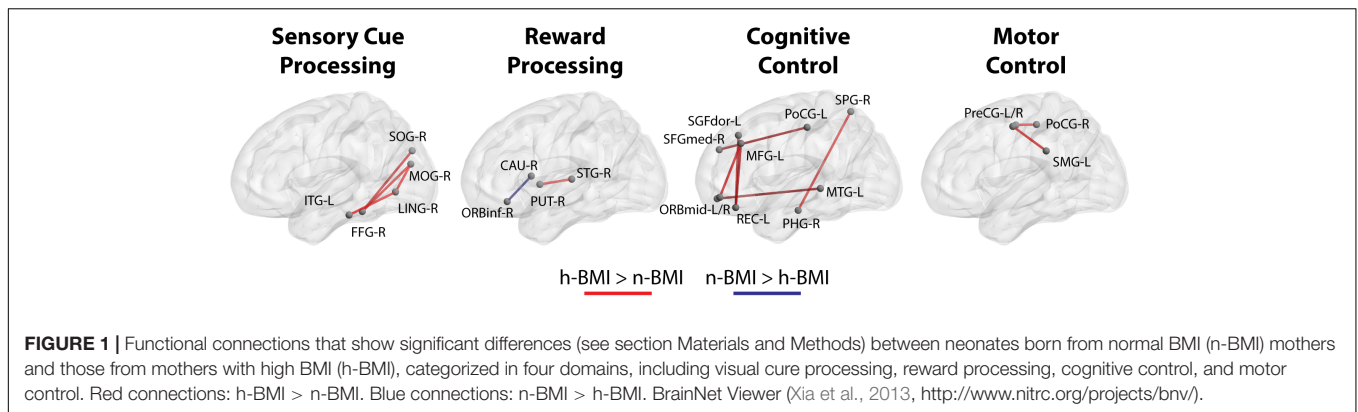 Sensory Cue
Processing
Reward
Processing
Cognitive
Control
Motor
Control
SOG-R
MOG-R
ITG-L
LING-R
FFG-R
CAU-R
STG-R
ORBinf-R
PUT-R
SPG-R
SGFdor-L
PoCG-L
SFGmed-R
MFG-L
MTG-L
ORBmid-L/R
REC-L
PHG-R
PreCG-L/R
PoCG-R
SMG-L
h-BMI > n-BMI n-BMI > h-BMI
FIGURE 1 | Functional connections that show significant differences (see section Materials and Methods) between neonates born from normal BMI (n-BMI) mothers
and those from mothers with high BMI (h-BMI), categorized in four domains, including visual cure processing, reward processing, cognitive control, and motor
control. Red connections: h-BMI > n-BMI. Blue connections: n-BMI > h-BMI. BrainNet Viewer (Xia et al., 2013, http://www.nitrc.org/projects/bnv/).